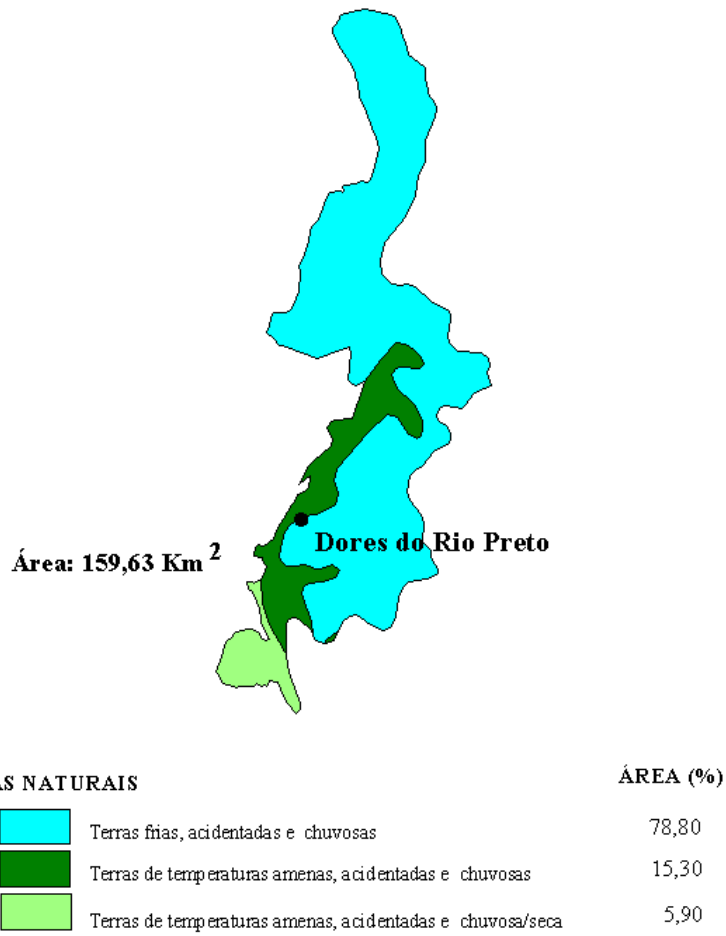 Dores do Rio Preto
Área: 159,63 Km 2
AS NATURAIS ÁREA (%)
Terras frias, acidentadas e chuvosas 78,80
Terras de temperaturas amenas, acidentadas e chuvosas 15,30
Terras de temperaturas amenas, acidentadas e chuvosa/seca 5,90